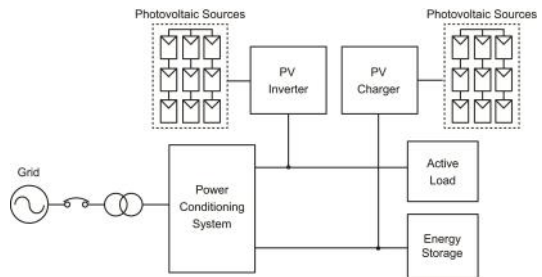 Photovoltaic Sources
Photovoltaic Sources
PV
Inverter
PV
Charger
Grid
Power
Conditioning
System
Active
Load
Energy
Storage